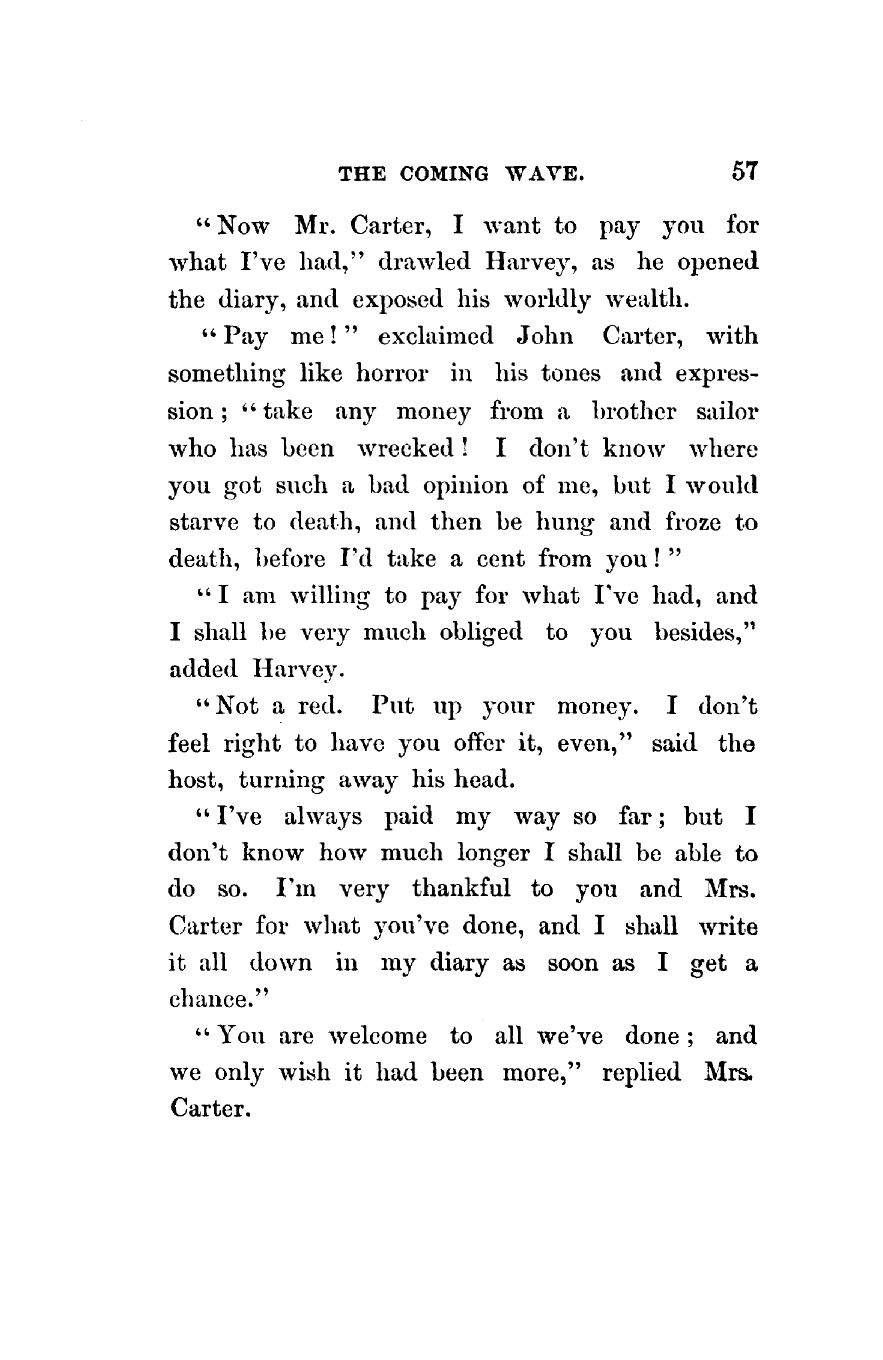 THE COMING WAVE. 57
“Now Mr. Carter, I want to pay you for
what I've had,” drawled Harvey, as he opened
the diary, and exposed his worldly wealth.
“Pay me!” exclaimed John Carter, with
something like horror in his tones and expres-
sion; “take any money from a brother sailor
who has been wrecked! I don't know where
you got such a bad opinion of me, but I would
starve to death, and then be hung and froze to
death, before I'd take a cent from you!”
“I am willing to pay for what I've had, and
I shall be very much obliged to you besides,”
added Harvey.
“Not a red. Put up your money. I don't
feel right to have you offer it, even,” said the
host, turning away his head.
“I've always paid my way so far; but I
don't know how much longer I shall be able to
do so. I'm very thankful to you and Mrs.
Carter for what you've done, and I shall write
it all down in my diary as soon as I get a
chance.”
“You are welcome to all we've done; and
we only wish it had been more,” replied Mrs.
Carter.